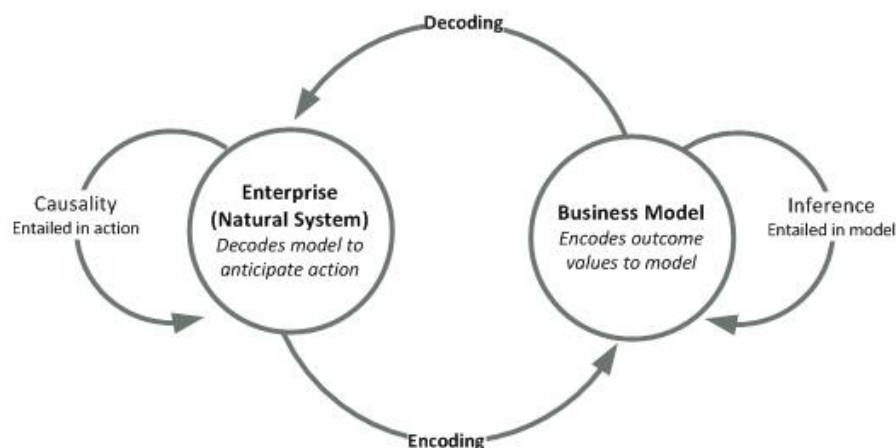 Decoding
Causality
Entailed in action
Enterprise
(Natural System)
Decodes model to
anticipate action
Business Model
Encodes outcome
values to model
Inference
Entailed in model
Encoding